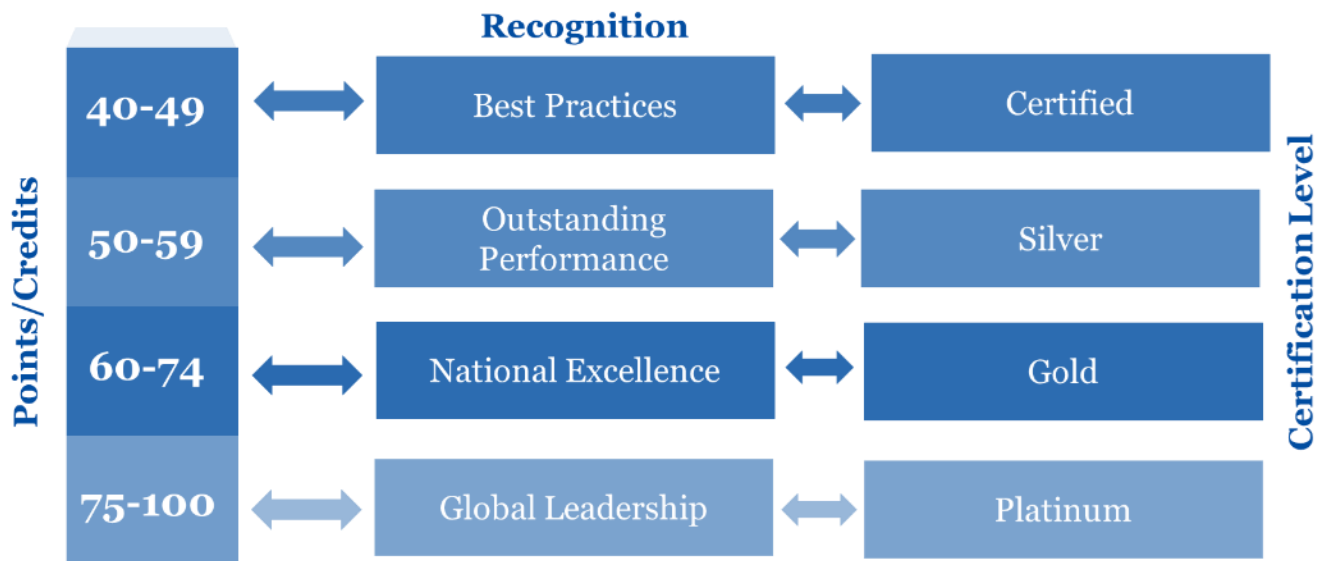 Recognition
Points/Credits
40-49
Best Practices
Certified
50-59
Outstanding
Performance
Silver
60-74
National Excellence
Gold
75-100
Global Leadership
Platinum
Certification Level